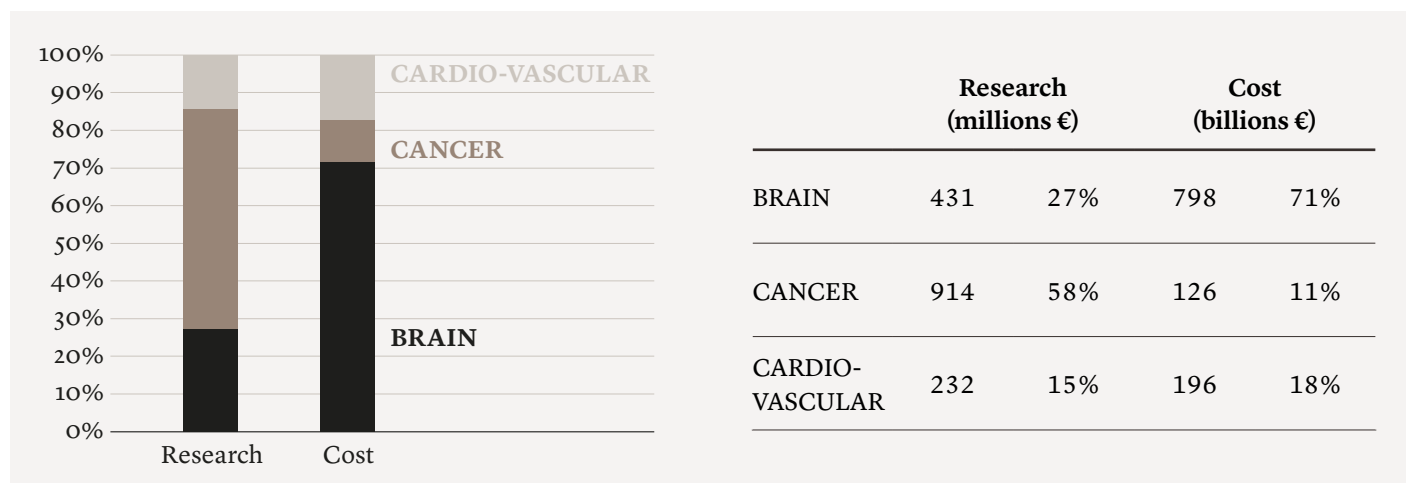 100%
90%
80%
70%
60%
50%
40%
30%
20%
10%
0%
CARDIO-VASCULAR
CANCER
BRAIN
Research Cost
Research Cost
(millions €) (billions €)
BRAIN 431 27% 798 71%
CANCER 914 58% 126 11%
CARDIO-
VASCULAR 232 15% 196 18%